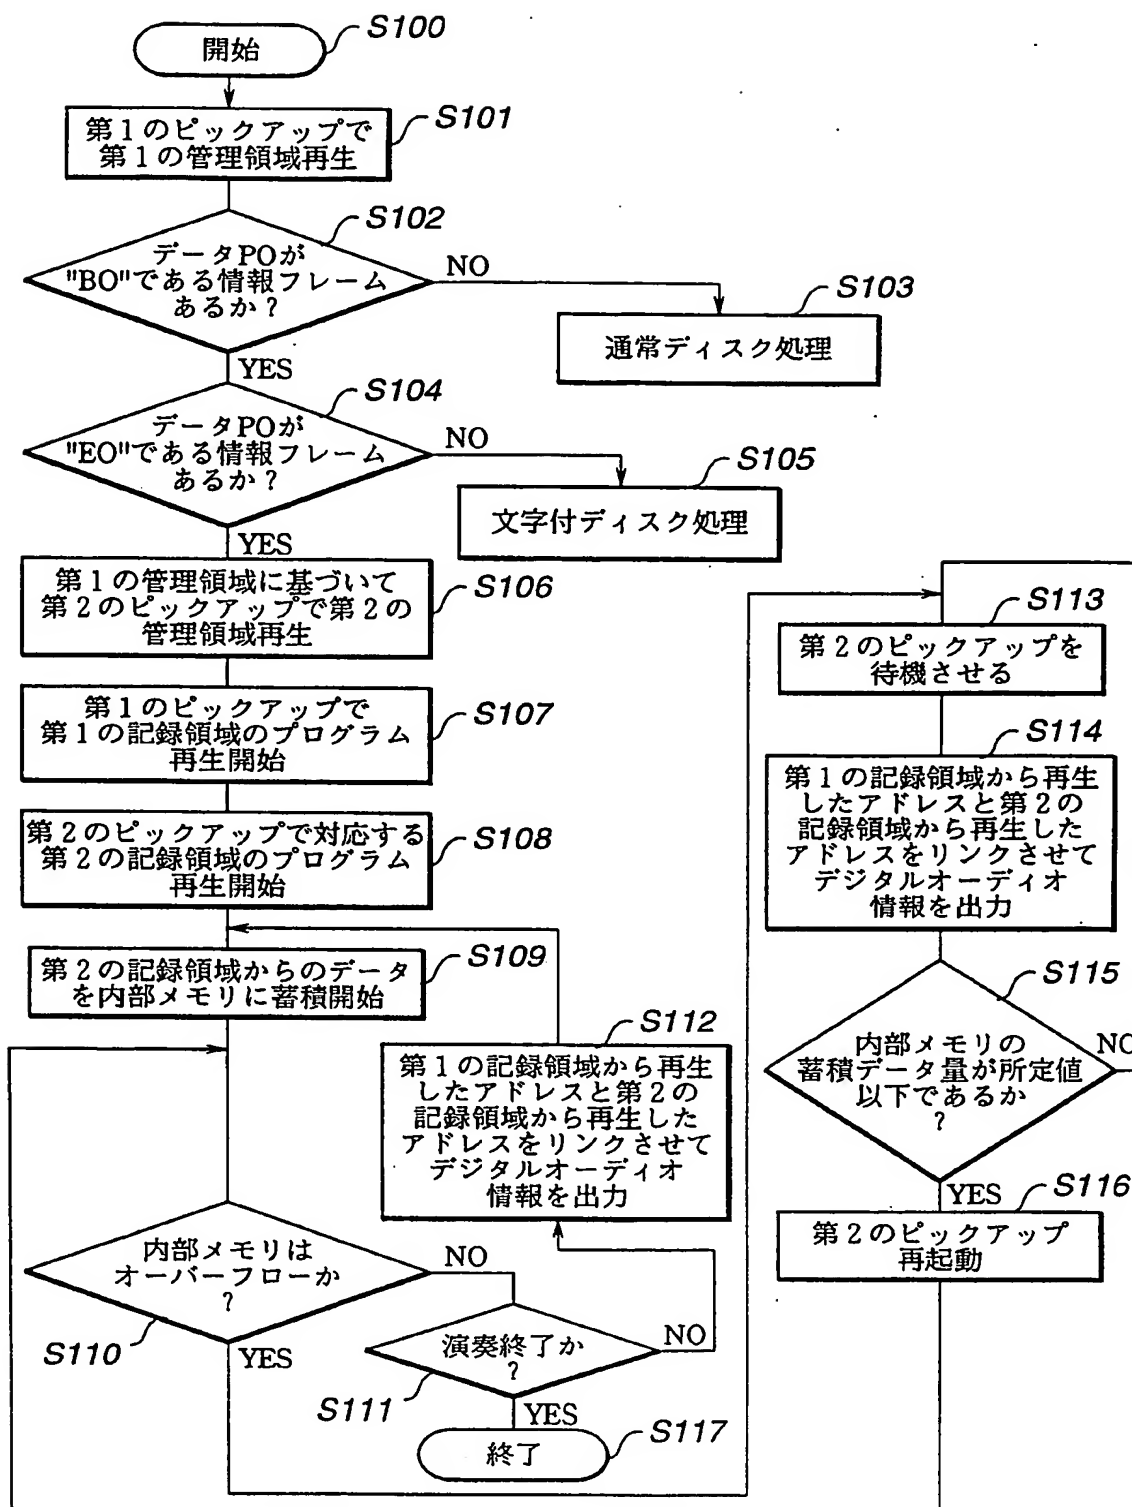 開始
S100
第1のピックアップで
第1の管理領域再生
S101
データPOが
"BO"である情報フレーム
あるか?
S102
NO
YES
通常ディスク処理
S103
データPOが
"EO"である情報フレーム
あるか?
S104
NO
YES
文字付ディスク処理
S105
第1の管理領域に基づいて
第2のピックアップで第2の
管理領域再生
S106
第1のピックアップで
第1の記録領域のプログラム
再生開始
S107
第2のピックアップで対応する
第2の記録領域のプログラム
再生開始
S108
第2の記録領域からのデータ
を内部メモリに蓄積開始
S109
内部メモリは
オーバーフローか
?
S110
NO
YES
演奏終了か
?
S111
NO
YES
第1の記録領域から再生
したアドレスと第2の
記録領域から再生した
アドレスをリンクさせて
デジタルオーディオ
情報を出力
S112
終了
S117
第2のピックアップを
待機させる
S113
第1の記録領域から再生
したアドレスと第2の
記録領域から再生した
アドレスをリンクさせて
デジタルオーディオ
情報を出力
S114
内部メモリの
蓄積データ量が所定値
以下であるか
?
S115
NO
YES
第2のピックアップ
再起動
S116